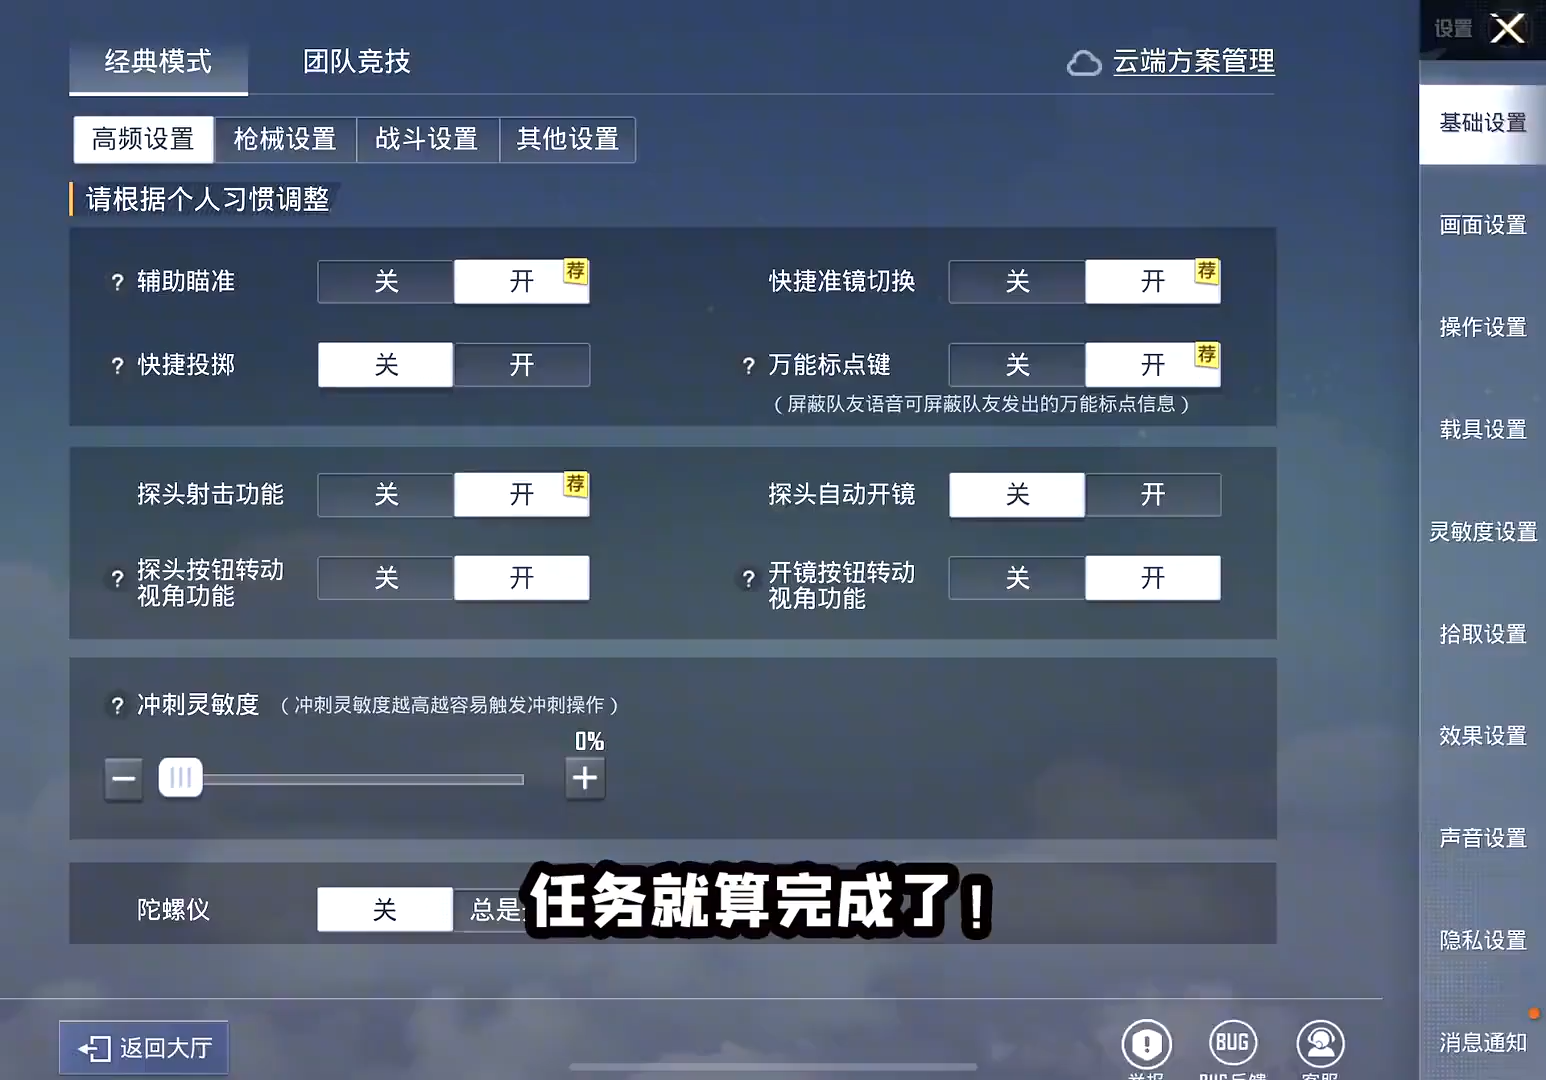 经典模式
团队竞技
云端方案管理
设置
高频设置
枪械设置
战斗设置
其他设置
请根据个人习惯调整
? 辅助瞄准
关
开
荐
快捷准镜切换
关
开
荐
? 快捷投掷
关
开
? 万能标点键
关
开
荐
（屏蔽队友语音可屏蔽队友发出的万能标点信息）
探头射击功能
关
开
荐
探头自动开镜
关
开
? 探头按钮转动
视角功能
关
开
? 开镜按钮转动
视角功能
关
开
? 冲刺灵敏度
（冲刺灵敏度越高越容易触发冲刺操作）
0%
陀螺仪
关
总是
任务就算完成了!
返回大厅
BUG
基础设置
画面设置
操作设置
载具设置
灵敏度设置
拾取设置
效果设置
声音设置
隐私设置
消息通知